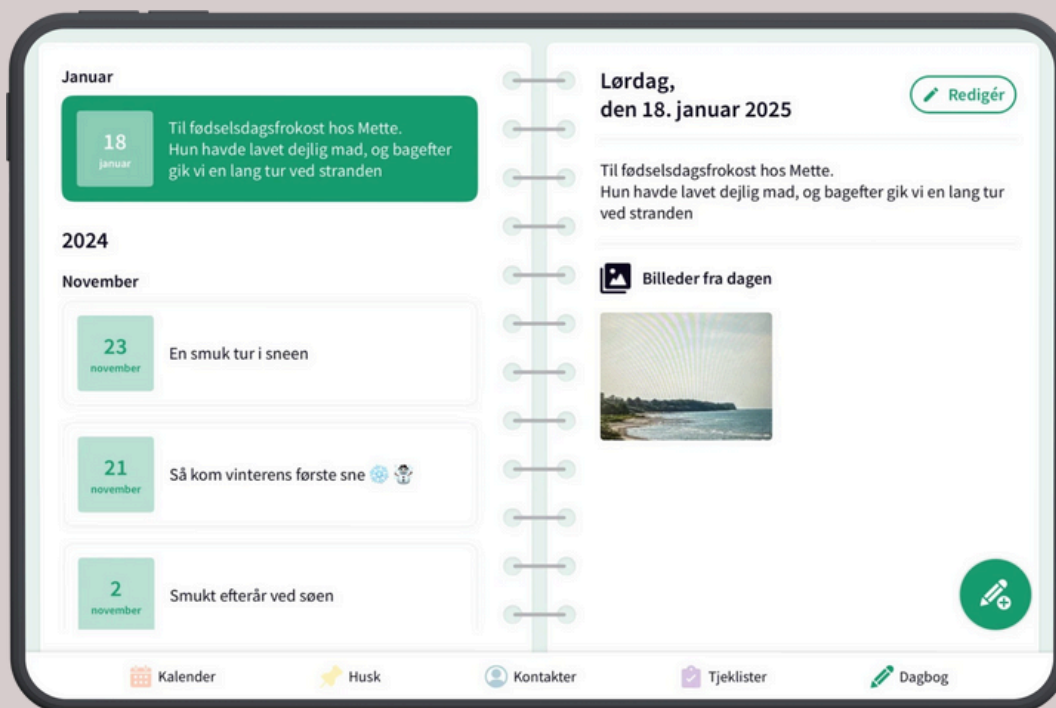 Januar
18
januar
Til fødselsdagsfrokost hos Mette.
Hun havde lavet dejlig mad, og bagefter
gik vi en lang tur ved stranden
2024
November
23
november
En smuk tur i sneen
21
november
Så kom vinterens første sne ❄️ ☃️
2
november
Smukt efterår ved søen
Lørdag,
den 18. januar 2025
Redigér
Til fødselsdagsfrokost hos Mette.
Hun havde lavet dejlig mad, og bagefter gik vi en lang tur
ved stranden
Billeder fra dagen
Kalender
Husk
Kontakter
Tjeklister
Dagbog